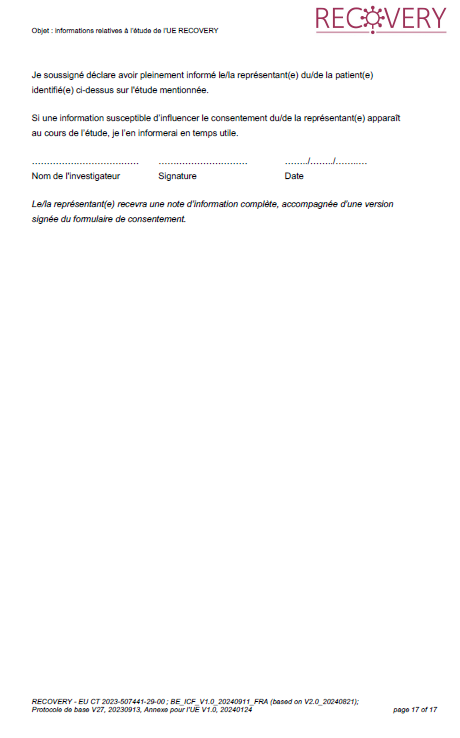 RECOVERY
Objet : informations relatives à l'étude de l'UE RECOVERY
Je soussigné déclare avoir pleinement informé le/la représentant(e) du/de la patient(e)
identifié(e) ci-dessus sur l'étude mentionnée.
Si une information susceptible d'influencer le consentement du/de la représentant(e) apparaît
au cours de l'étude, je l'en informerai en temps utile.
.................................... .............................. ......../......../...........
Nom de l'investigateur Signature Date
Le/la représentant(e) recevra une note d'information complète, accompagnée d'une version
signée du formulaire de consentement.
RECOVERY - EU CT 2023-507441-29-00 ; BE_ICF_V1.0_20240911_FRA (based on V2.0_20240821);
Protocole de base V27, 20230913, Annexe pour l'UE V1.0, 20240124 page 17 of 17